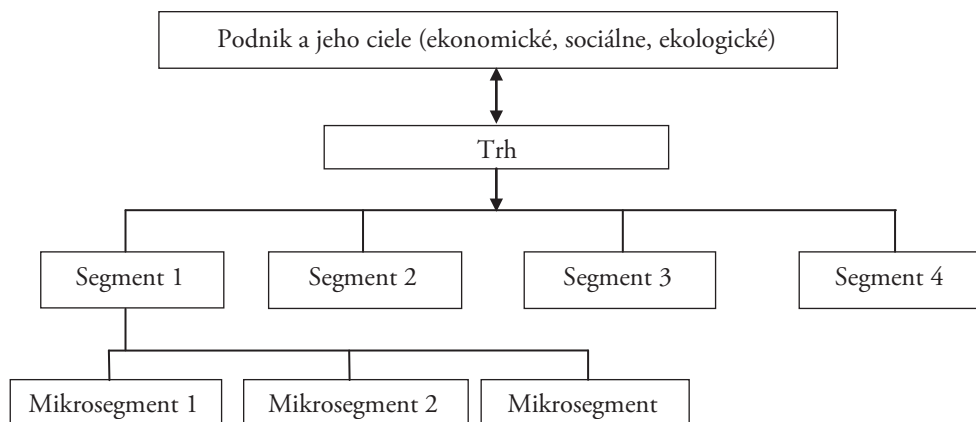 Podnik a jeho ciele (ekonomické, sociálne, ekologické)
Trh
Segment 1
Segment 2
Segment 3
Segment 4
Mikrosegment 1
Mikrosegment 2
Mikrosegment